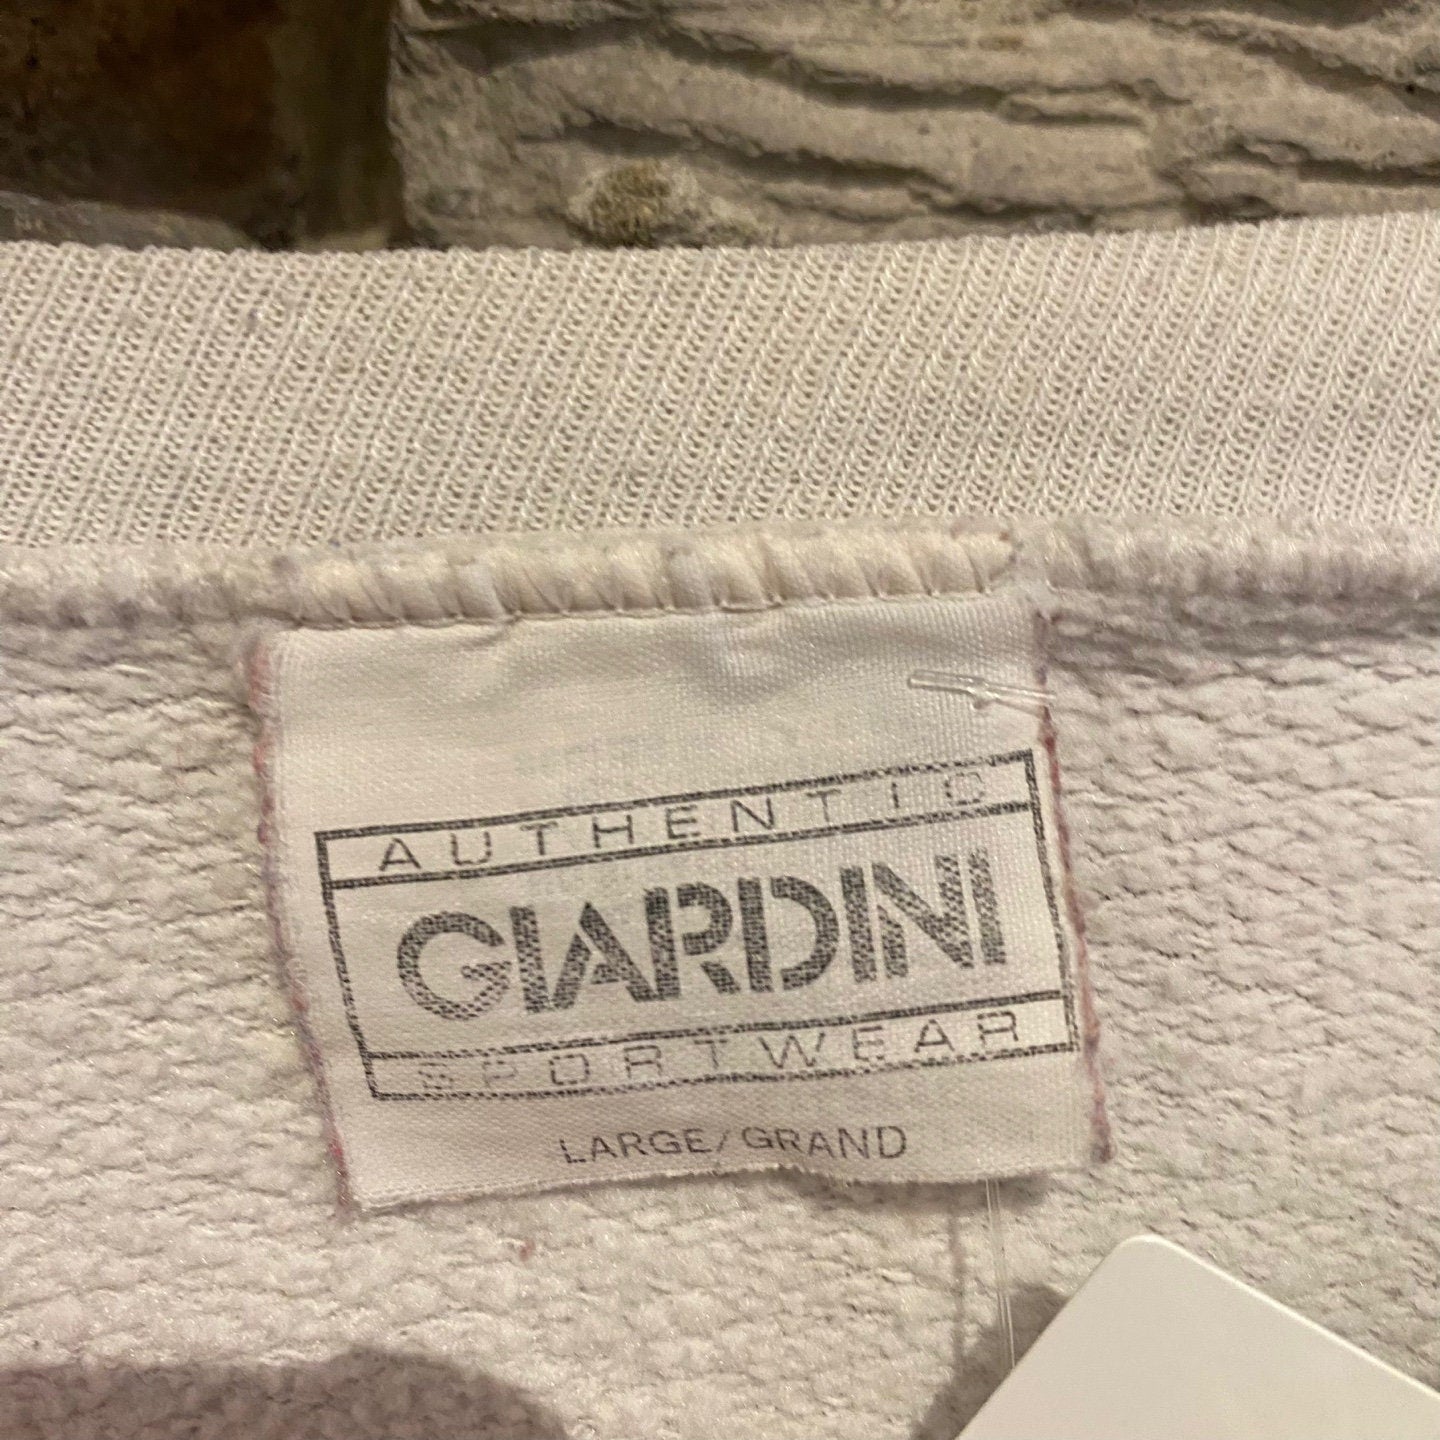 AUTHENTIC
GIARDINI
SPORTWEAR
LARGE/GRAND